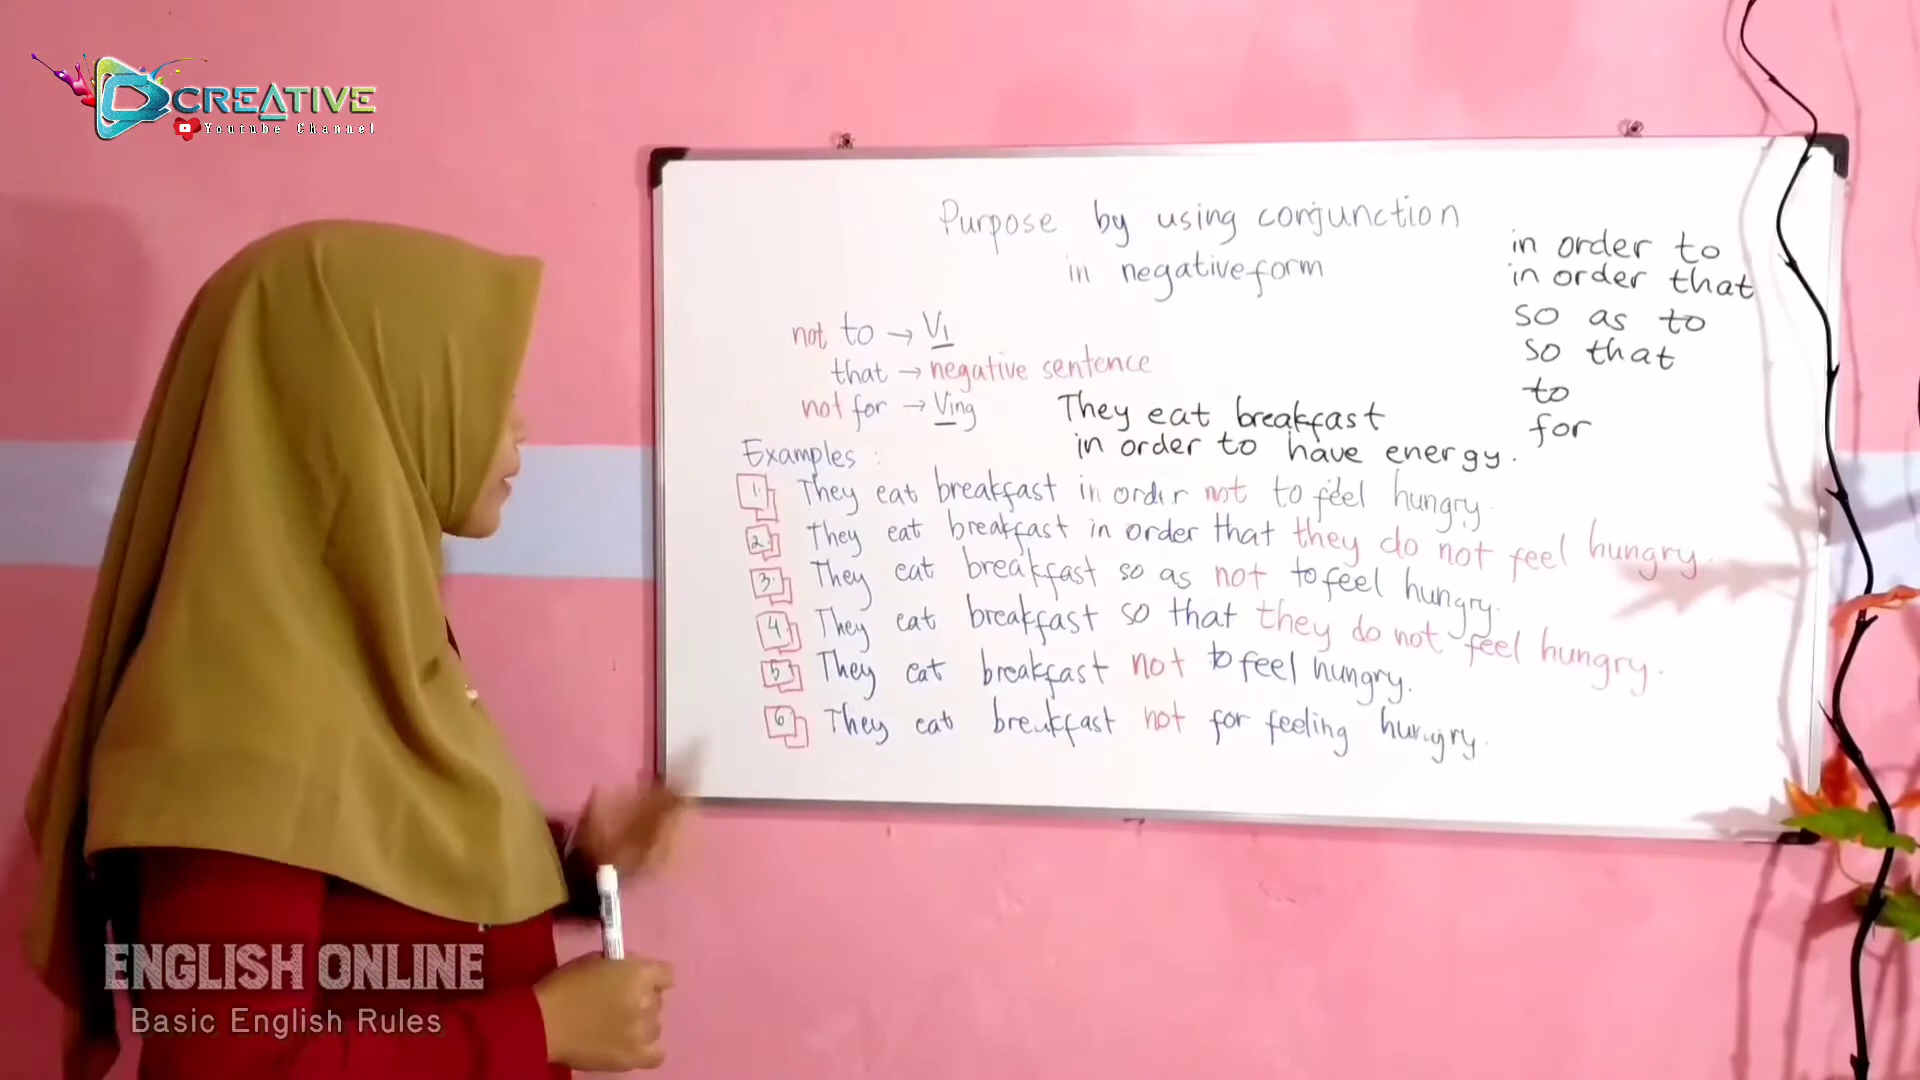 DCREATIVE
Youtube Channel
Purpose by using conjunction
in negative form
in order to
in order that
so as to
so that
to
for
not to → V1
that → negative sentence
not for → Ving
They eat breakfast
in order to have energy.
Examples :
1. They eat breakfast in order not to feel hungry.
2. They eat breakfast in order that they do not feel hungry.
3. They eat breakfast so as not to feel hungry.
4. They eat breakfast so that they do not feel hungry.
5. They eat breakfast not to feel hungry.
6. They eat breakfast not for feeling hungry.
ENGLISH ONLINE
Basic English Rules